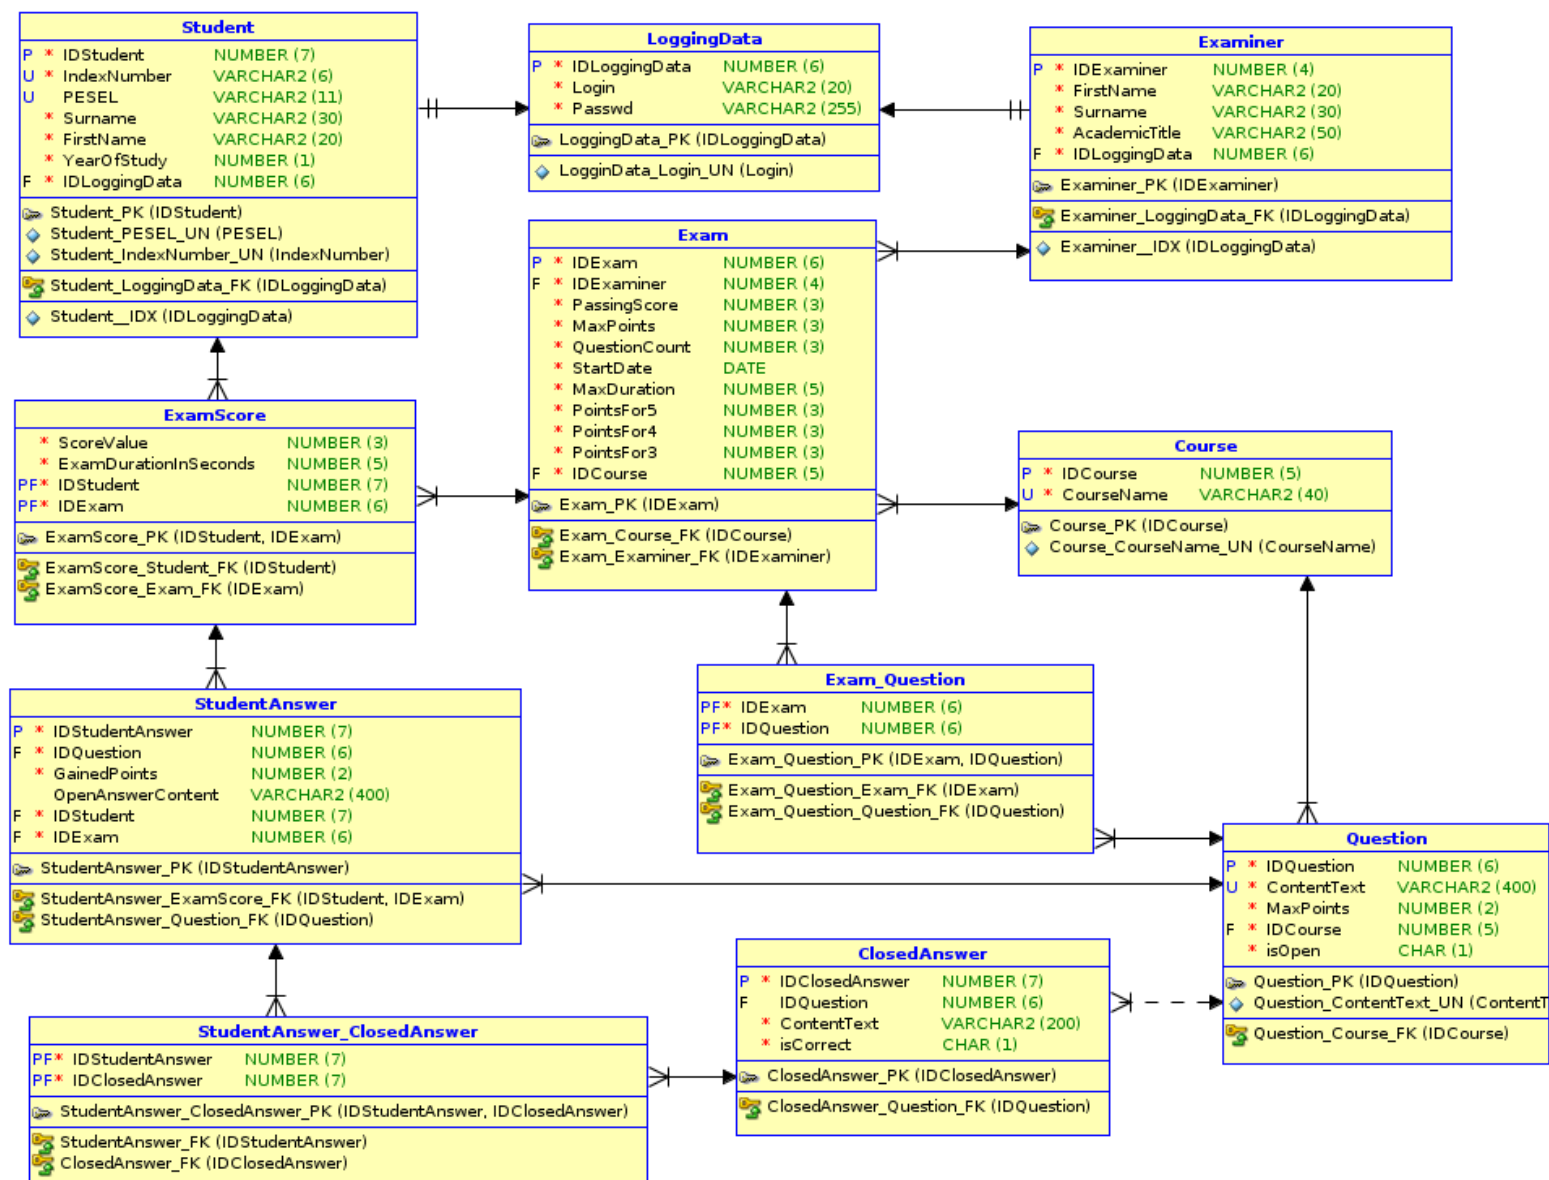 Student
P * IDStudent NUMBER (7)
U * IndexNumber VARCHAR2 (6)
U PESEL VARCHAR2 (11)
* Surname VARCHAR2 (30)
* FirstName VARCHAR2 (20)
* YearOfStudy NUMBER (1)
F * IDLoggingData NUMBER (6)
Student_PK (IDStudent)
Student_PESEL_UN (PESEL)
Student_IndexNumber_UN (IndexNumber)
Student_LoggingData_FK (IDLoggingData)
Student__IDX (IDLoggingData)
LoggingData
P * IDLoggingData NUMBER (6)
* Login VARCHAR2 (20)
* Passwd VARCHAR2 (255)
LoggingData_PK (IDLoggingData)
LogginData_Login_UN (Login)
Examiner
P * IDExaminer NUMBER (4)
* FirstName VARCHAR2 (20)
* Surname VARCHAR2 (30)
* AcademicTitle VARCHAR2 (50)
F * IDLoggingData NUMBER (6)
Examiner_PK (IDExaminer)
Examiner_LoggingData_FK (IDLoggingData)
Examiner__IDX (IDLoggingData)
Exam
P * IDExam NUMBER (6)
F * IDExaminer NUMBER (4)
* PassingScore NUMBER (3)
* MaxPoints NUMBER (3)
* QuestionCount NUMBER (3)
* StartDate DATE
* MaxDuration NUMBER (5)
* PointsFor5 NUMBER (3)
* PointsFor4 NUMBER (3)
* PointsFor3 NUMBER (3)
F * IDCourse NUMBER (5)
Exam_PK (IDExam)
Exam_Course_FK (IDCourse)
Exam_Examiner_FK (IDExaminer)
ExamScore
* ScoreValue NUMBER (3)
* ExamDurationInSeconds NUMBER (5)
PF* IDStudent NUMBER (7)
PF* IDExam NUMBER (6)
ExamScore_PK (IDStudent, IDExam)
ExamScore_Student_FK (IDStudent)
ExamScore_Exam_FK (IDExam)
Course
P * IDCourse NUMBER (5)
U * CourseName VARCHAR2 (40)
Course_PK (IDCourse)
Course_CourseName_UN (CourseName)
StudentAnswer
P * IDStudentAnswer NUMBER (7)
F * IDQuestion NUMBER (6)
* GainedPoints NUMBER (2)
OpenAnswerContent VARCHAR2 (400)
F * IDStudent NUMBER (7)
F * IDExam NUMBER (6)
StudentAnswer_PK (IDStudentAnswer)
StudentAnswer_ExamScore_FK (IDStudent, IDExam)
StudentAnswer_Question_FK (IDQuestion)
Exam_Question
PF* IDExam NUMBER (6)
PF* IDQuestion NUMBER (6)
Exam_Question_PK (IDExam, IDQuestion)
Exam_Question_Exam_FK (IDExam)
Exam_Question_Question_FK (IDQuestion)
Question
P * IDQuestion NUMBER (6)
U * ContentText VARCHAR2 (400)
* MaxPoints NUMBER (2)
F * IDCourse NUMBER (5)
* isOpen CHAR (1)
Question_PK (IDQuestion)
Question_ContentText_UN (ContentT
Question_Course_FK (IDCourse)
ClosedAnswer
P * IDClosedAnswer NUMBER (7)
F IDQuestion NUMBER (6)
* ContentText VARCHAR2 (200)
* isCorrect CHAR (1)
ClosedAnswer_PK (IDClosedAnswer)
ClosedAnswer_Question_FK (IDQuestion)
StudentAnswer_ClosedAnswer
PF* IDStudentAnswer NUMBER (7)
PF* IDClosedAnswer NUMBER (7)
StudentAnswer_ClosedAnswer_PK (IDStudentAnswer, IDClosedAnswer)
StudentAnswer_FK (IDStudentAnswer)
ClosedAnswer_FK (IDClosedAnswer)